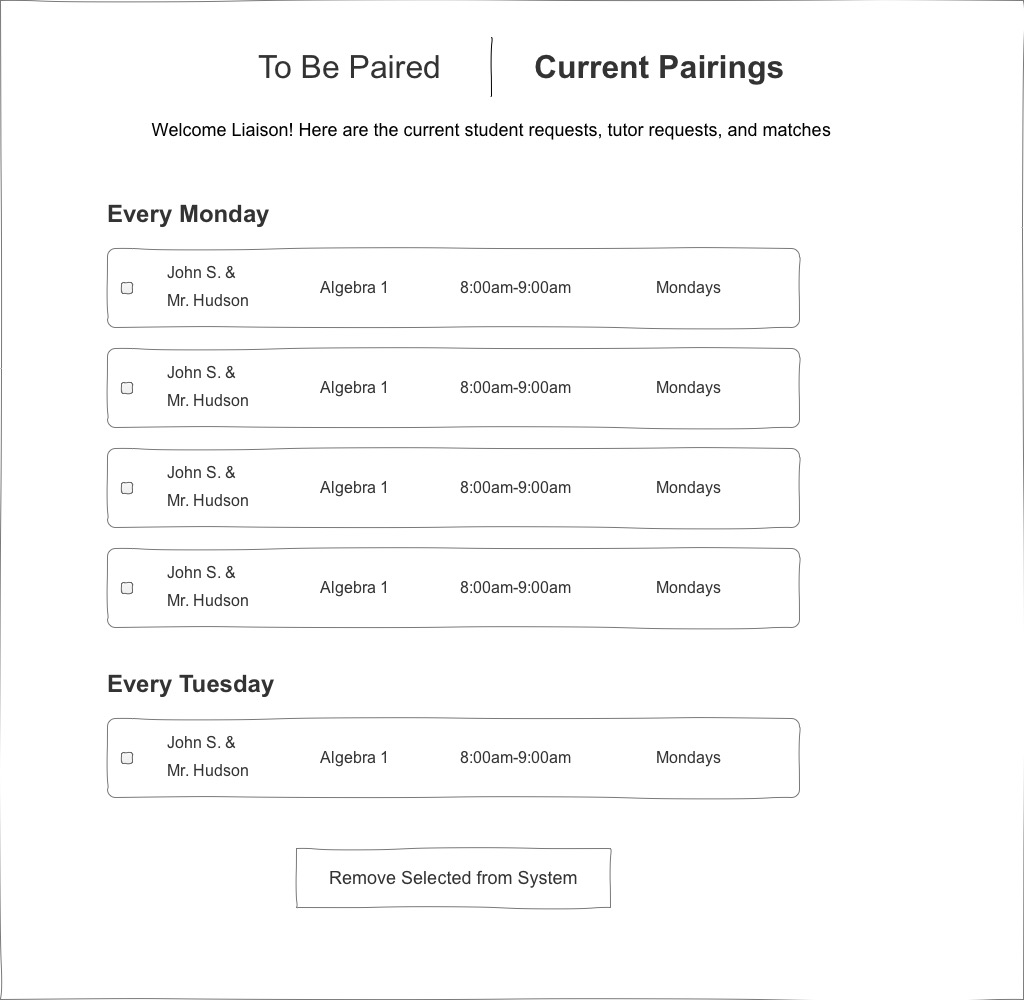 To Be Paired
Current Pairings
Welcome Liaison! Here are the current student requests, tutor requests, and matches
Every Monday
John S. &
Mr. Hudson
Algebra 1
8:00am-9:00am
Mondays
John S. &
Mr. Hudson
Algebra 1
8:00am-9:00am
Mondays
John S. &
Mr. Hudson
Algebra 1
8:00am-9:00am
Mondays
John S. &
Mr. Hudson
Algebra 1
8:00am-9:00am
Mondays
Every Tuesday
John S. &
Mr. Hudson
Algebra 1
8:00am-9:00am
Mondays
Remove Selected from System